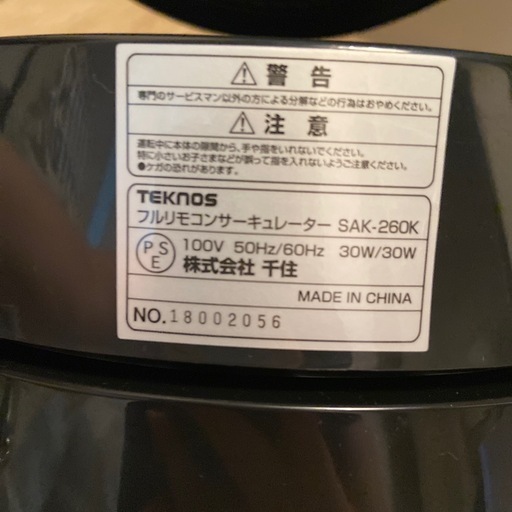 ⚠ 警告
専門のサービスマン以外の方による分解などの行為はおやめください。
⚠ 注意
運転中に本体の隙間から、手や指をいれないでください。
特に小さいお子さまなどが誤って指を入れないようご注意ください。
●ケガの恐れがあります。
TEKNOS
フルリモコンサーキュレーター SAK-260K
PSE 100V 50Hz/60Hz 30W/30W
株式会社 千住
MADE IN CHINA
NO. 18002056